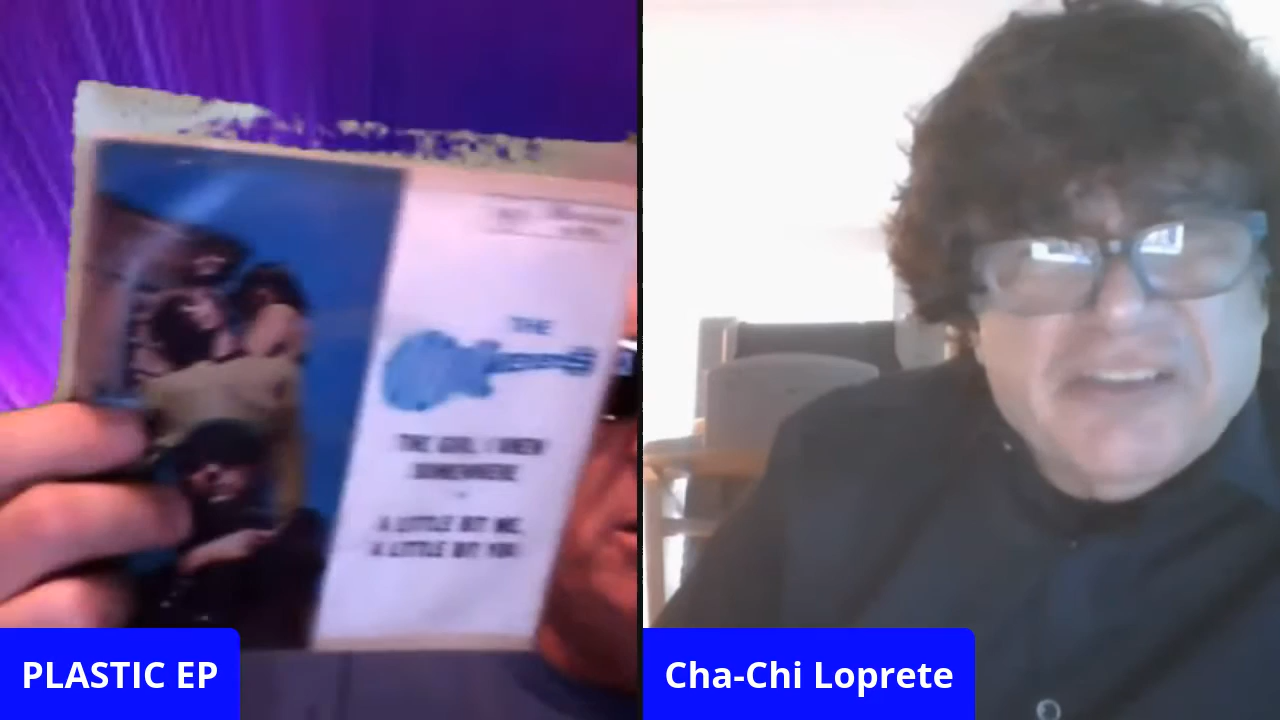 THE
THE GIRL I KNEW
SOMEWHERE
A LITTLE BIT ME,
A LITTLE BIT YOU
PLASTIC EP
Cha-Chi Loprete